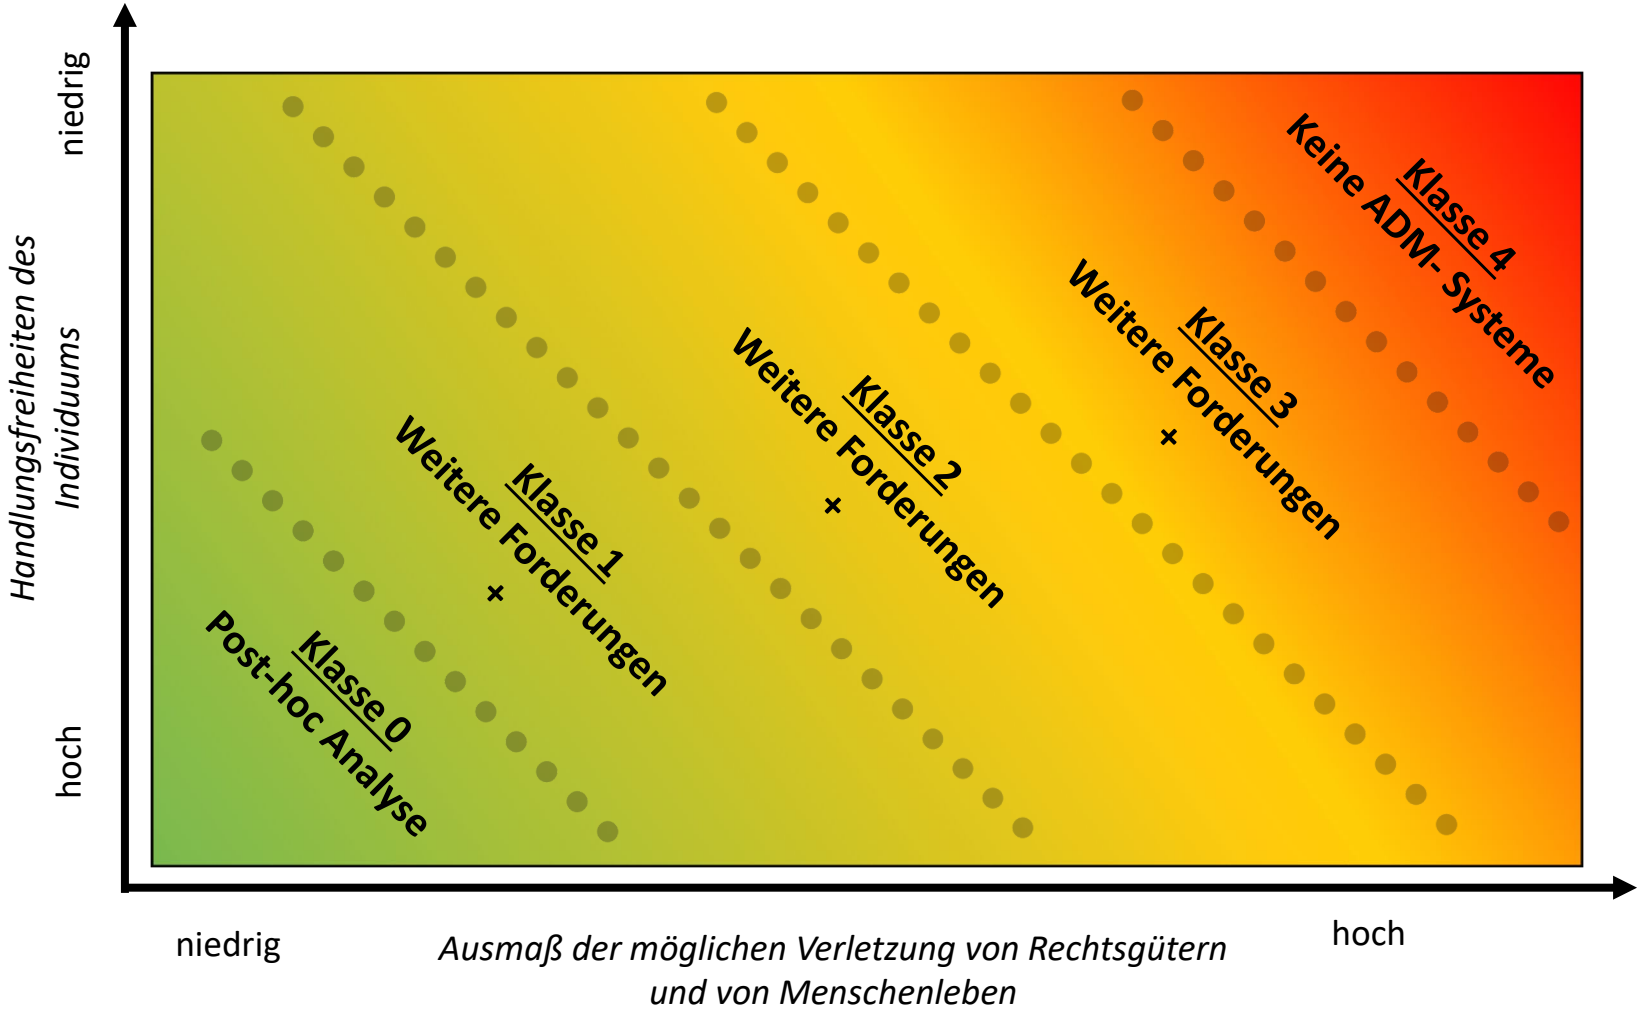 niedrig
Handlungsfreiheiten des
Individuums
hoch
Klasse 0
Post-hoc Analyse
Klasse 1
Weitere Forderungen
+
Klasse 2
Weitere Forderungen
+
Klasse 3
Weitere Forderungen
+
Klasse 4
Keine ADM- Systeme
niedrig
Ausmaß der möglichen Verletzung von Rechtsgütern
und von Menschenleben
hoch